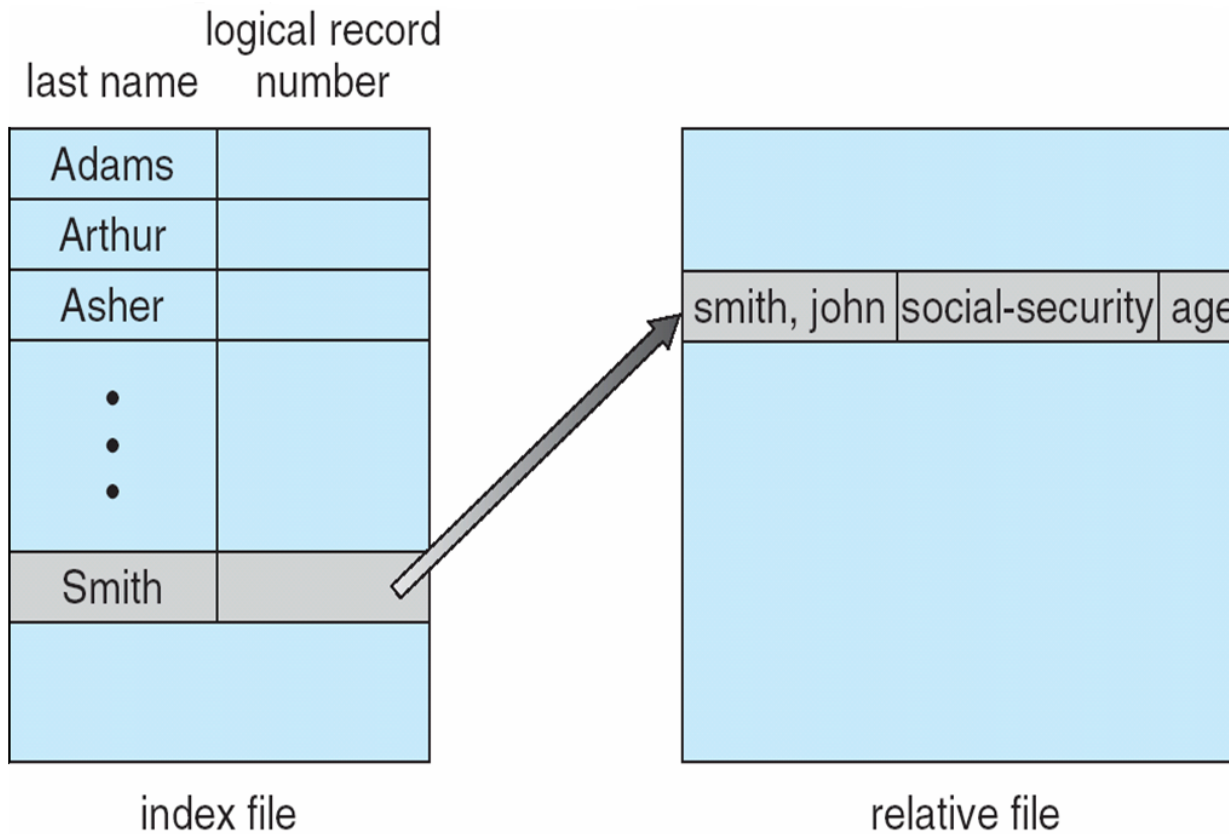 logical record
last name number
Adams
Arthur
Asher
Smith
index file
smith, john social-security age
relative file